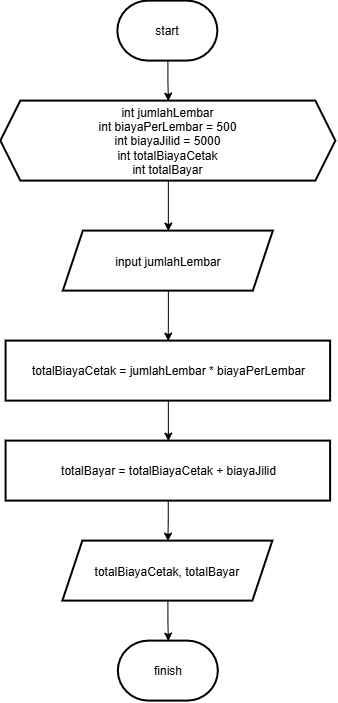 start
int jumlahLembar
int biayaPerLembar = 500
int biayaJilid = 5000
int totalBiayaCetak
int totalBayar
input jumlahLembar
totalBiayaCetak = jumlahLembar * biayaPerLembar
totalBayar = totalBiayaCetak + biayaJilid
totalBiayaCetak, totalBayar
finish